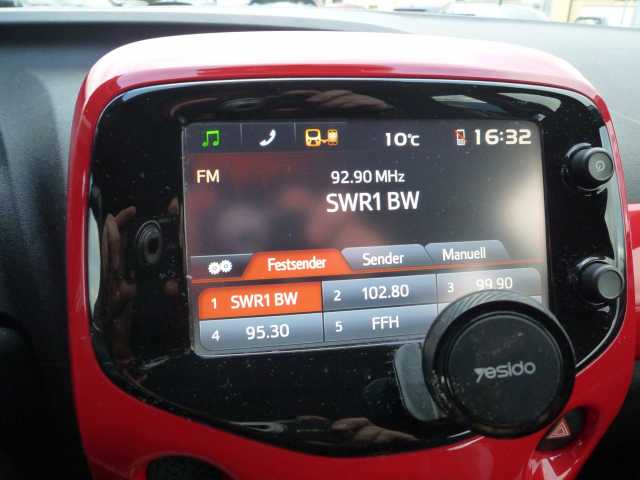 10°C 16:32
FM 92.90 MHz
SWR1 BW
Festsender Sender Manuell
1 SWR1 BW 2 102.80 3 99.90
4 95.30 5 FFH
yesido